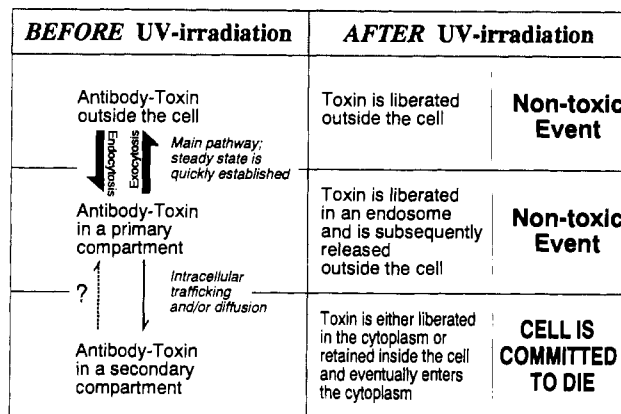 BEFORE UV-irradiation
AFTER UV-irradiation
Antibody-Toxin
outside the cell
Endocytosis
Exocytosis
Main pathway;
steady state is
quickly established
Toxin is liberated
outside the cell
Non-toxic
Event
Antibody-Toxin
in a primary
compartment
Toxin is liberated
in an endosome
and is subsequently
released
outside the cell
Non-toxic
Event
?
Intracellular
trafficking
and/or diffusion
Antibody-Toxin
in a secondary
compartment
Toxin is either liberated
in the cytoplasm or
retained inside the cell
and eventually enters
the cytoplasm
CELL IS
COMMITTED
TO DIE